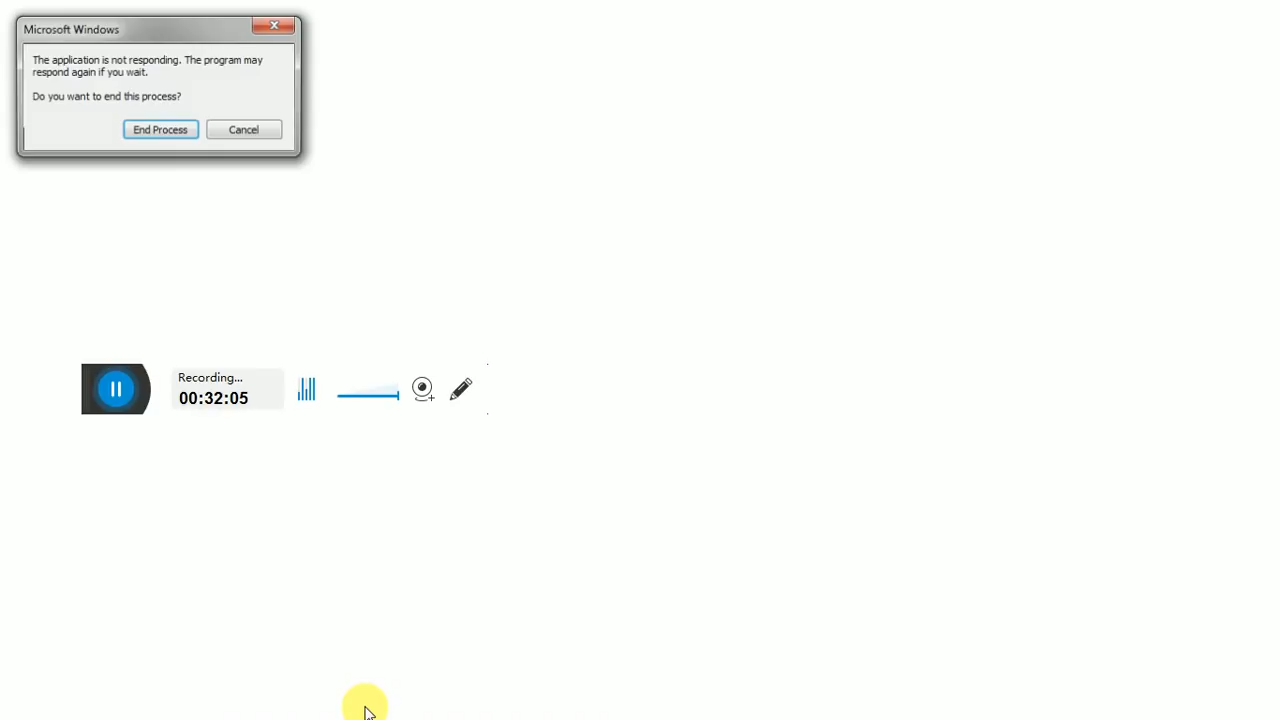 Microsoft Windows
The application is not responding. The program may
respond again if you wait.
Do you want to end this process?
End Process
Cancel
Recording...
00:32:05